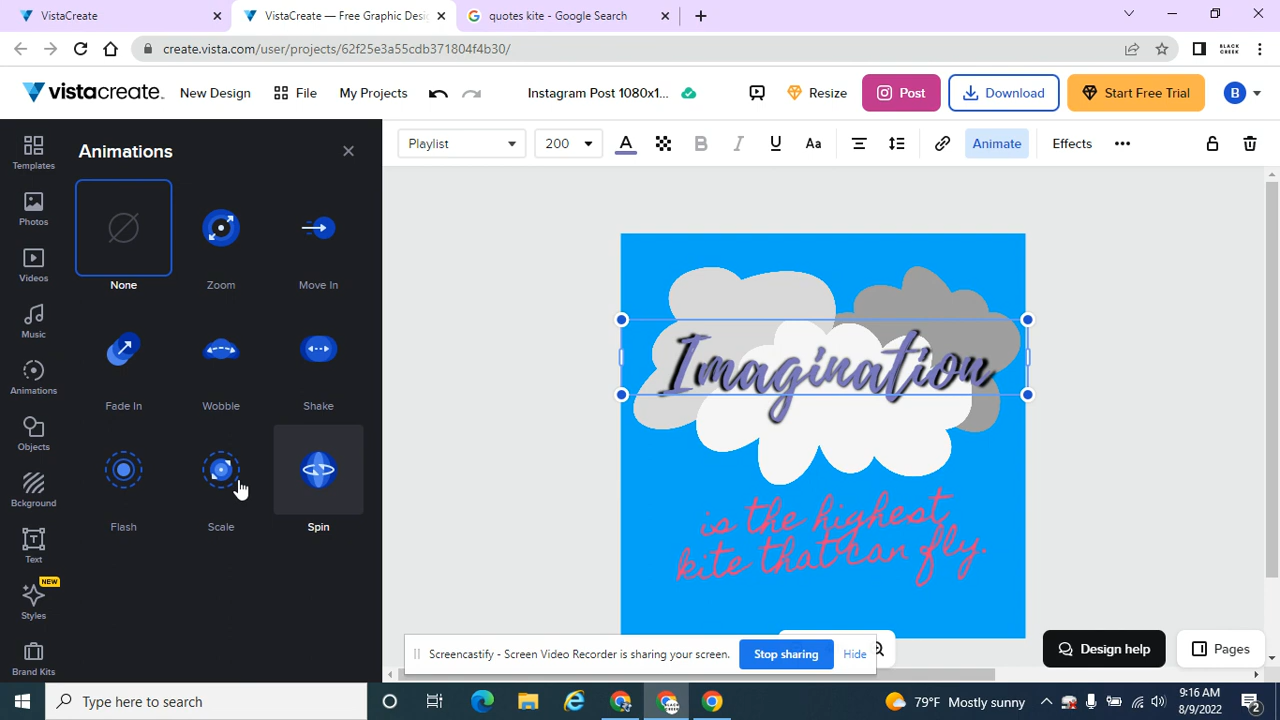 VistaCreate
VistaCreate — Free Graphic Desi
quotes kite - Google Search
create.vista.com/user/projects/62f25e3a55cdb371804f4b30/
BLACK CREEK
vistacreate.
New Design
File
My Projects
Instagram Post 1080x1...
Resize
Post
Download
Start Free Trial
B
Templates
Photos
Videos
Music
Animations
Objects
Bckground
Text
NEW
Styles
Brand Kits
Animations
None
Zoom
Move In
Fade In
Wobble
Shake
Flash
Scale
Spin
Playlist
200
A
B
I
U
Aa
Animate
Effects
Imagination
is the highest
kite that can fly.
Screencastify - Screen Video Recorder is sharing your screen.
Stop sharing
Hide
Design help
Pages
Type here to search
79°F Mostly sunny
9:16 AM
8/9/2022
2